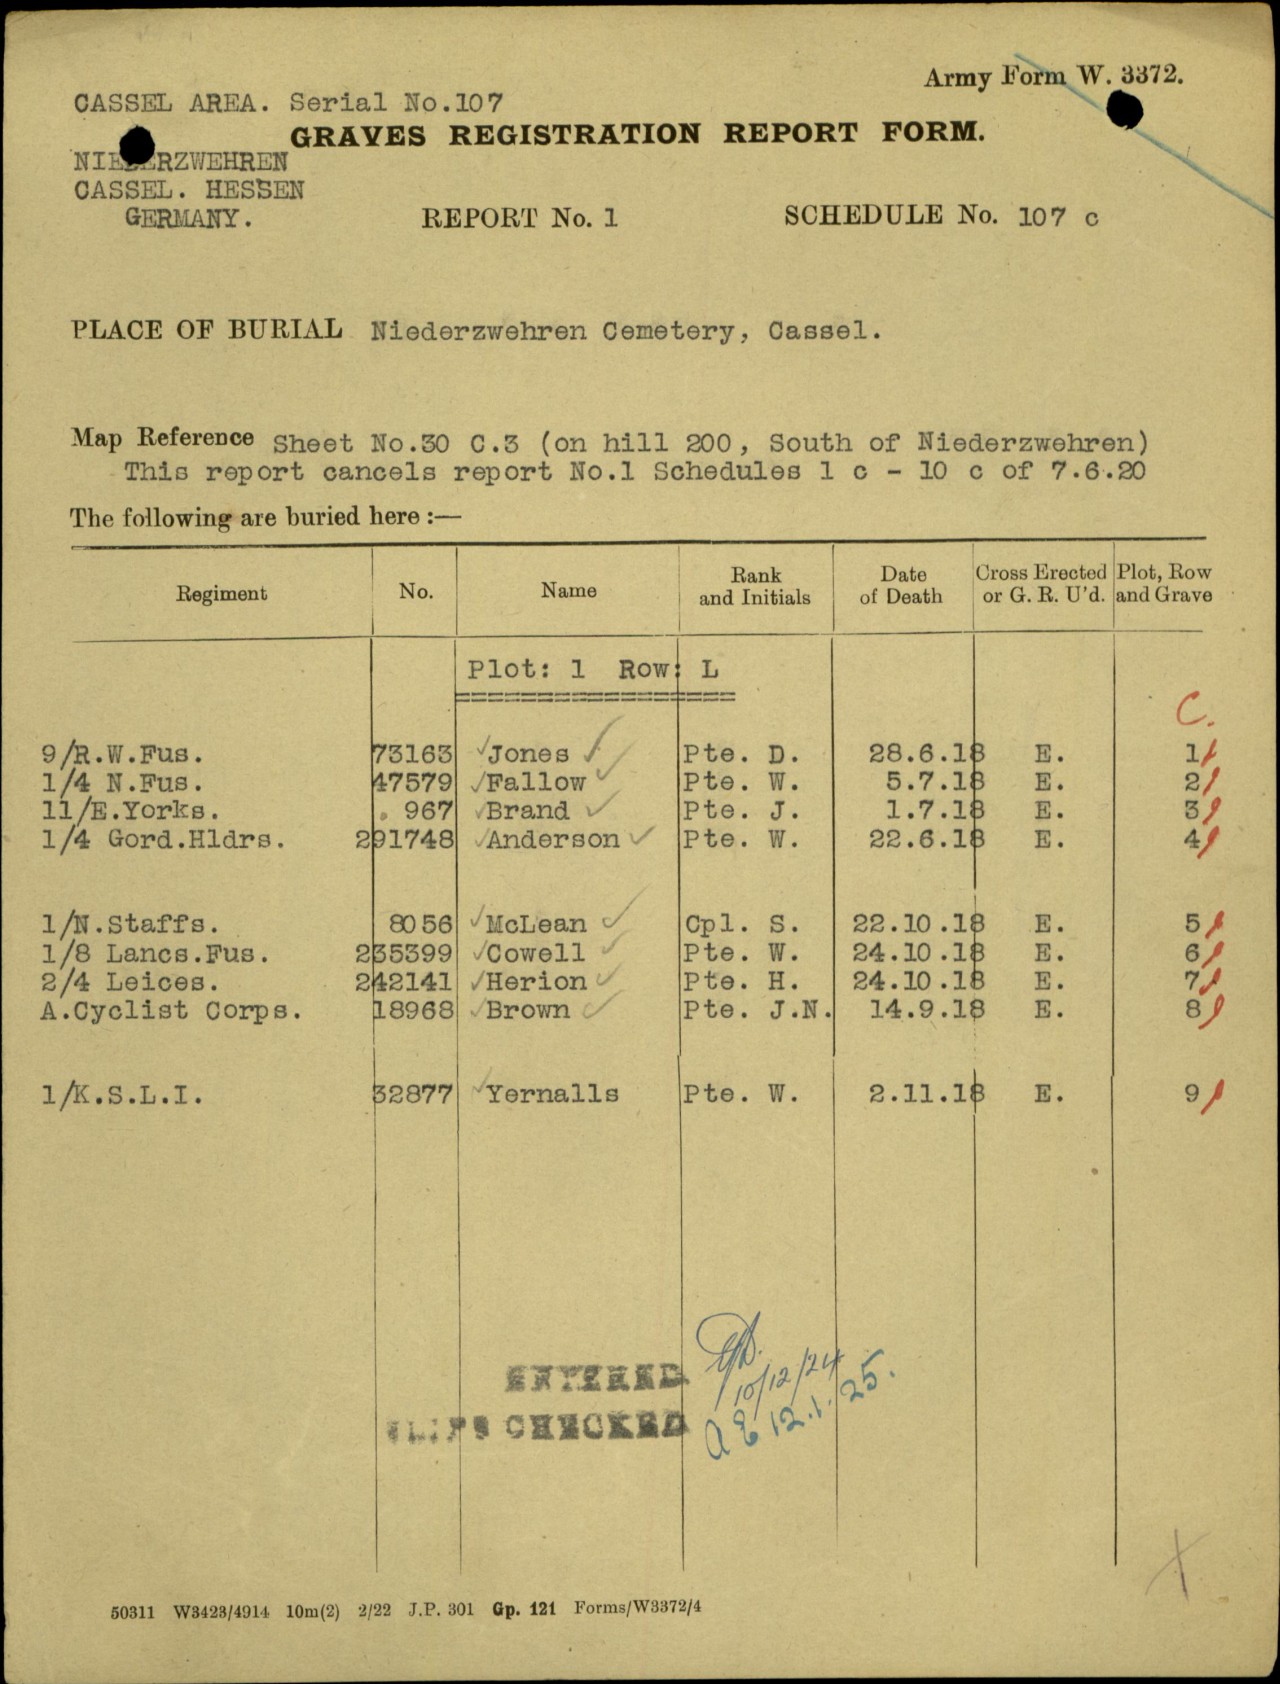 Army Form W. 3372.
CASSEL AREA. Serial No.107
GRAVES REGISTRATION REPORT FORM.
NIEDERZWEHREN
CASSEL. HESSEN
GERMANY. REPORT No. 1 SCHEDULE No. 107 c
PLACE OF BURIAL Niederzwehren Cemetery, Cassel.
Map Reference Sheet No.30 C.3 (on hill 200, South of Niederzwehren)
This report cancels report No.1 Schedules 1 c - 10 c of 7.6.20
The following are buried here :—
Regiment No. Name Rank and Initials Date of Death Cross Erected or G. R. U'd. Plot, Row and Grave
Plot: 1 Row: L
C.
9/R.W.Fus. 73163 Jones Pte. D. 28.6.18 E. 1
1/4 N.Fus. 47579 Fallow Pte. W. 5.7.18 E. 2
11/E.Yorks. . 967 Brand Pte. J. 1.7.18 E. 3
1/4 Gord.Hldrs. 291748 Anderson Pte. W. 22.6.18 E. 4
1/N.Staffs. 8056 McLean Cpl. S. 22.10.18 E. 5
1/8 Lancs.Fus. 235399 Cowell Pte. W. 24.10.18 E. 6
2/4 Leices. 242141 Herion Pte. H. 24.10.18 E. 7
A.Cyclist Corps. 18968 Brown Pte. J.N. 14.9.18 E. 8
1/K.S.L.I. 32877 Yernalls Pte. W. 2.11.18 E. 9
ENTERED 10/12/24
SLIPS CHECKED A E 12.1.25.
50311 W3423/4914 10m(2) 2/22 J.P. 301 Gp. 121 Forms/W3372/4